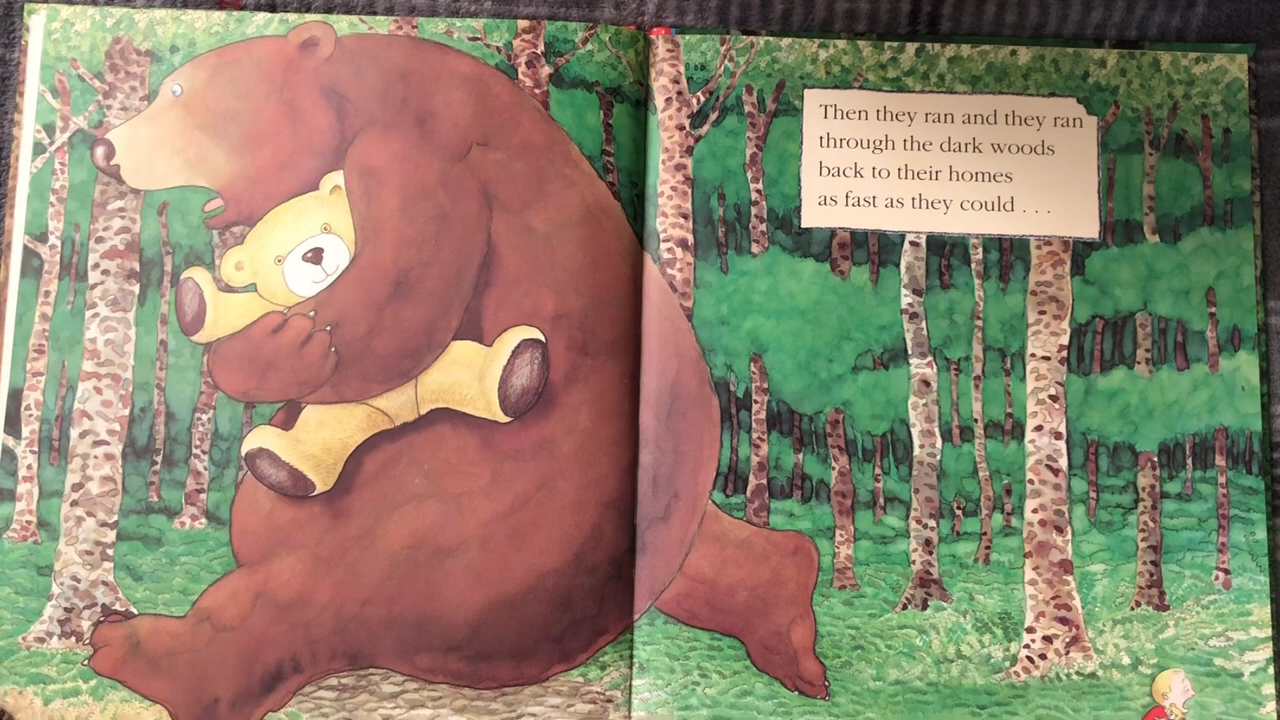 Then they ran and they ran
through the dark woods
back to their homes
as fast as they could . . .